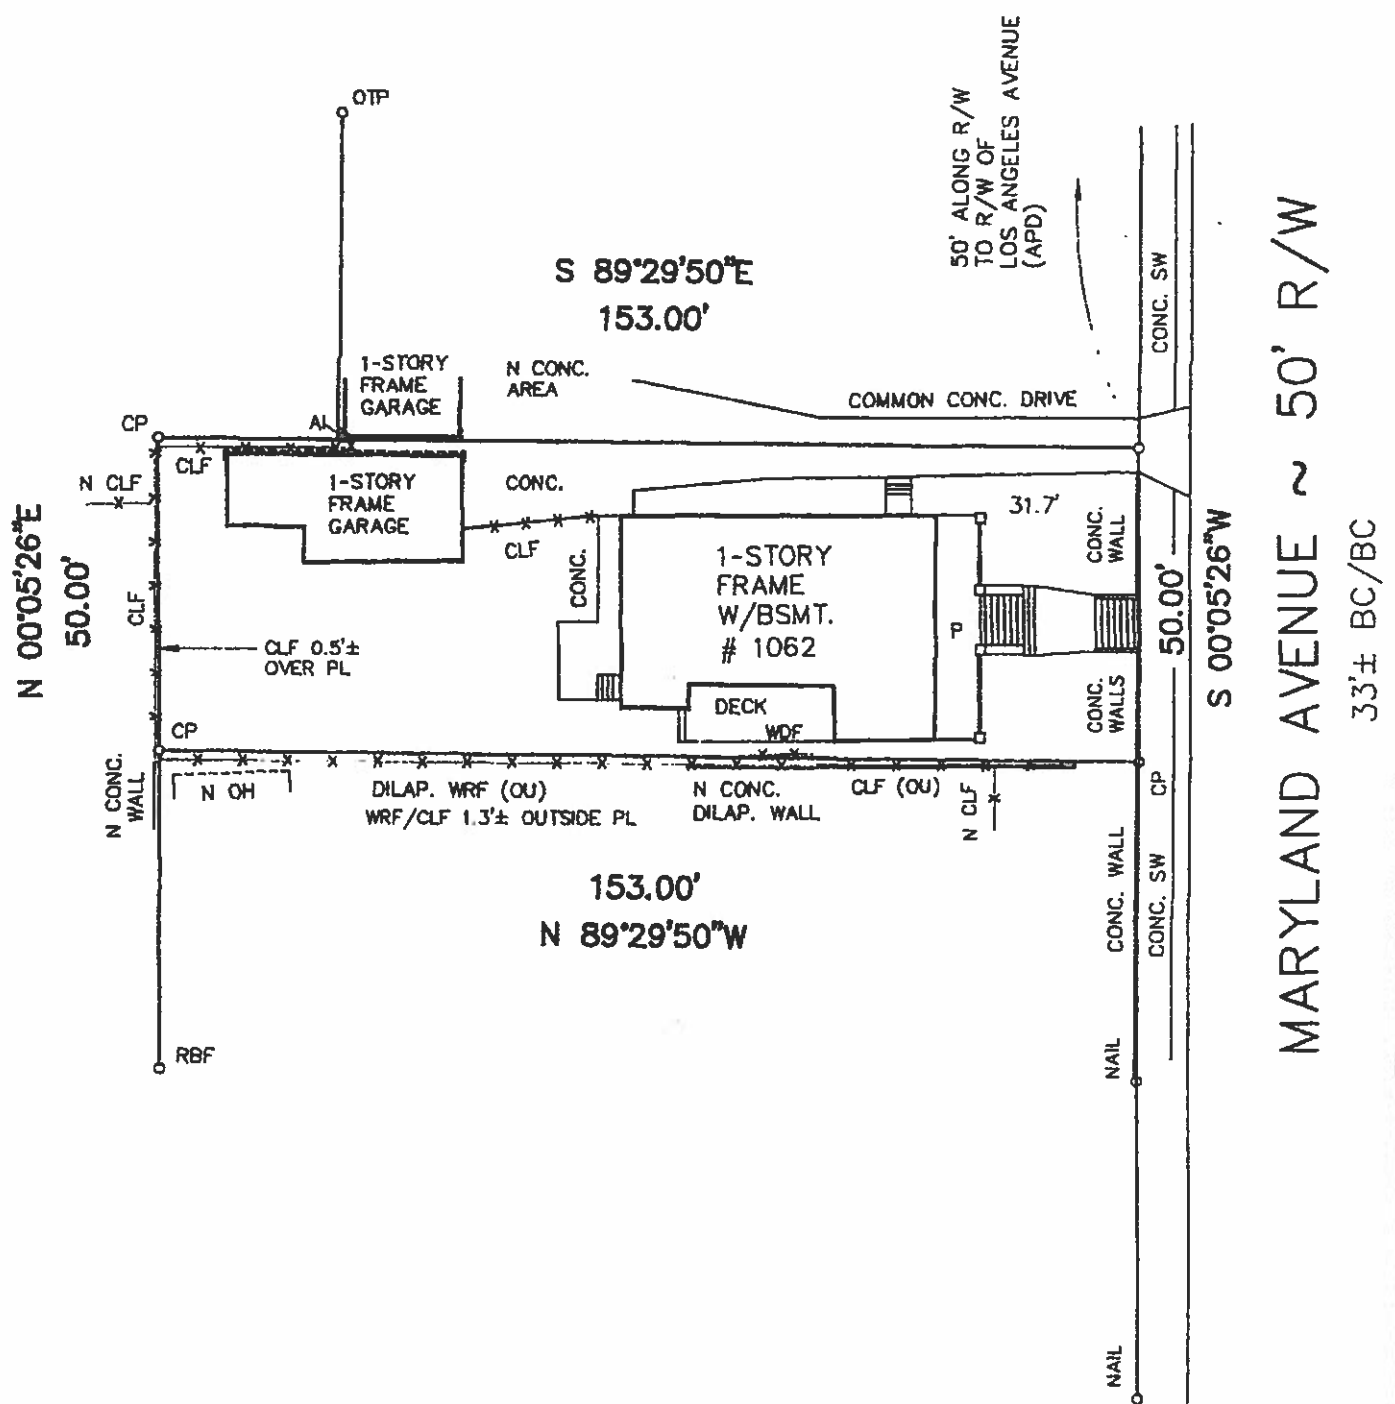 OTP
50' ALONG R/W
TO R/W OF
LOS ANGELES AVENUE
(APD)
CONC. SW
S 89°29'50"E
153.00'
1-STORY
FRAME
GARAGE
N CONC.
AREA
COMMON CONC. DRIVE
CP
AI
CLF
N CLF
1-STORY
FRAME
GARAGE
CONC.
CLF
31.7'
CONC.
WALL
N 00°05'26"E
50.00'
CLF
CONC.
1-STORY
FRAME
W/BSMT.
# 1062
P
50.00'
S 00°05'26"W
MARYLAND AVENUE ~ 50' R/W
33'± BC/BC
CLF 0.5'±
OVER PL
DECK
WDF
CONC.
WALLS
CP
N CONC.
WALL
N OH
DILAP. WRF (OU)
WRF/CLF 1.3'± OUTSIDE PL
N CONC.
DILAP. WALL
CLF (OU)
N CLF
CP
CONC. WALL
CONC. SW
153.00'
N 89°29'50"W
RBF
NAIL
NAIL